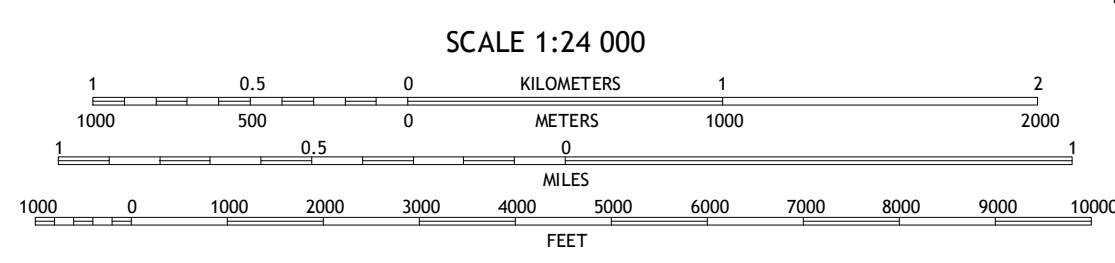 SCALE 1:24 000
1 0.5 0 KILOMETERS 1 2
1000 500 0 METERS 1000 2000
1 0.5 0 1
MILES
1000 0 1000 2000 3000 4000 5000 6000 7000 8000 9000 10000
FEET